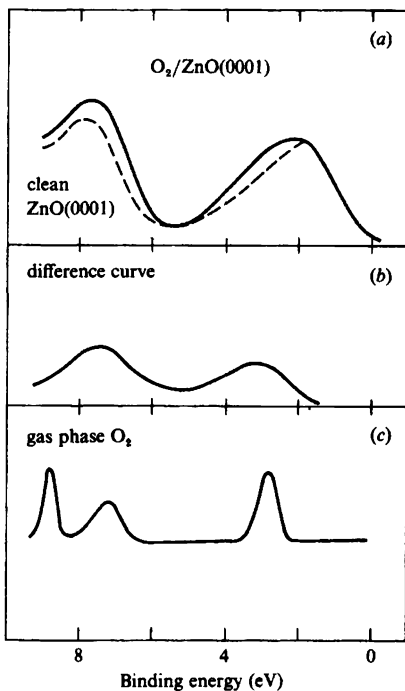 (a)
O₂/ZnO(0001)
clean
ZnO(0001)
difference curve
(b)
gas phase O₂
(c)
8 4 0
Binding energy (eV)